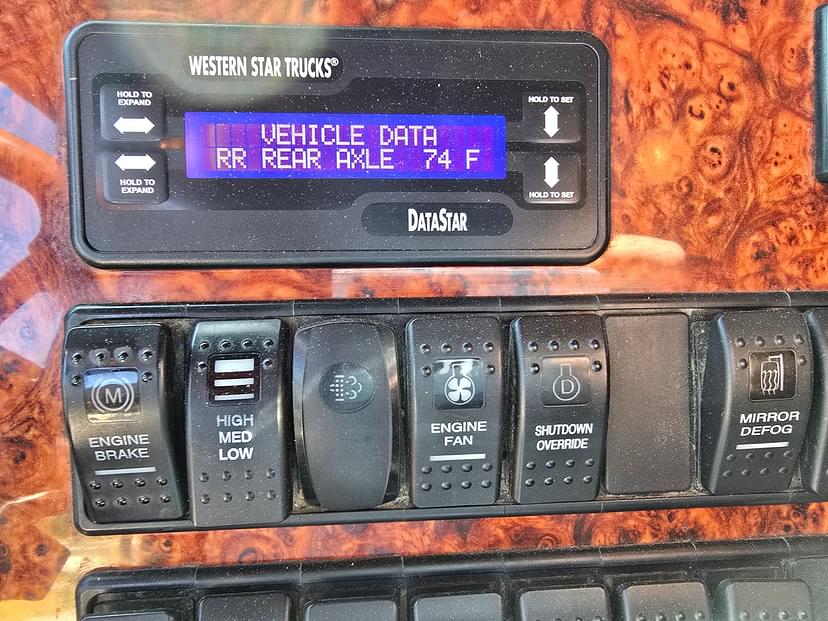 WESTERN STAR TRUCKS®
HOLD TO
EXPAND
HOLD TO SET
VEHICLE DATA
RR REAR AXLE 74 F
HOLD TO
EXPAND
HOLD TO SET
DATASTAR
M
ENGINE
BRAKE
HIGH
MED
LOW
ENGINE
FAN
D
SHUTDOWN
OVERRIDE
MIRROR
DEFOG